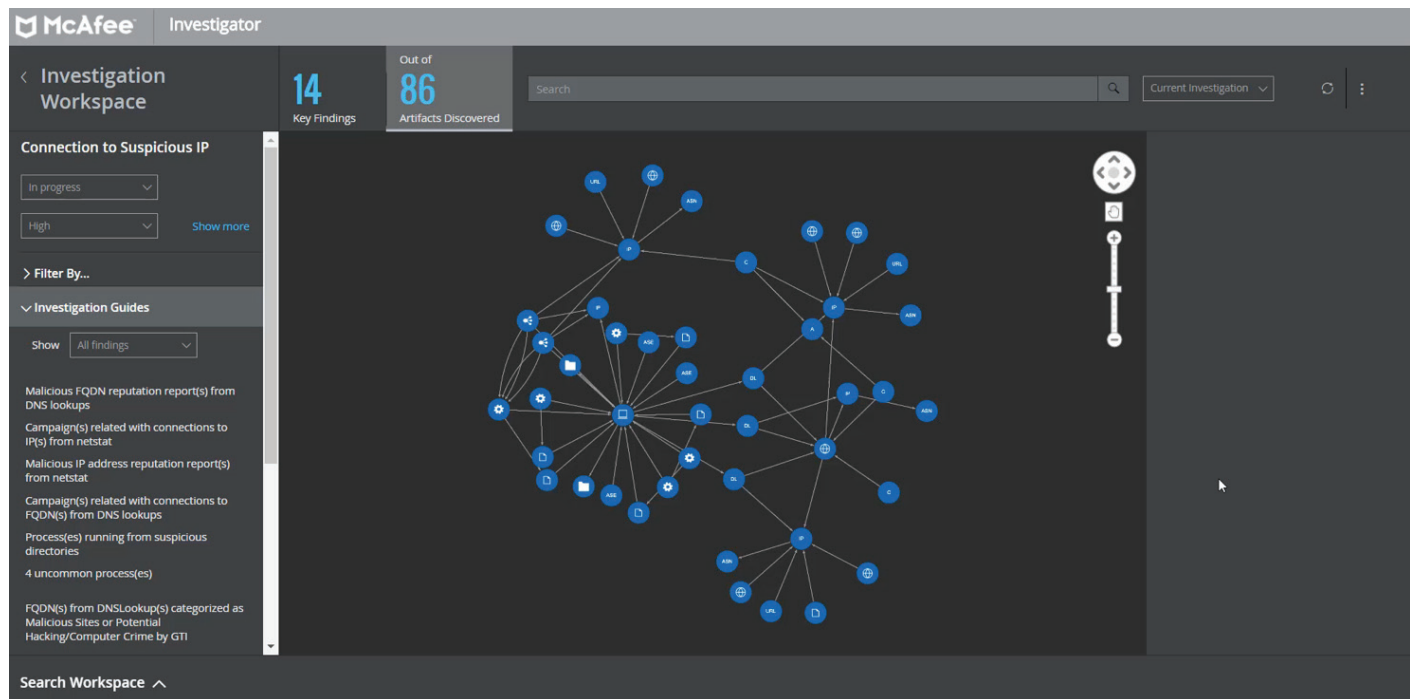 McAfee Investigator
Investigation
Workspace
14
Key Findings
Out of
86
Artifacts Discovered
Search
Current Investigation
Connection to Suspicious IP
In progress
High
Show more
Filter By...
Investigation Guides
Show All findings
Malicious FQDN reputation report(s) from
DNS lookups
Campaign(s) related with connections to
IP(s) from netstat
Malicious IP address reputation report(s)
from netstat
Campaign(s) related with connections to
FQDN(s) from DNS lookups
Process(es) running from suspicious
directories
4 uncommon process(es)
FQDN(s) from DNSLookup(s) categorized as
Malicious Sites or Potential
Hacking/Computer Crime by GTI
URL
ASN
IP
C
URL
IP
ASN
IP
A
ASE
ASE
DL
IP
C
ASN
DL
DL
ASE
C
IP
ASN
URL
Search Workspace